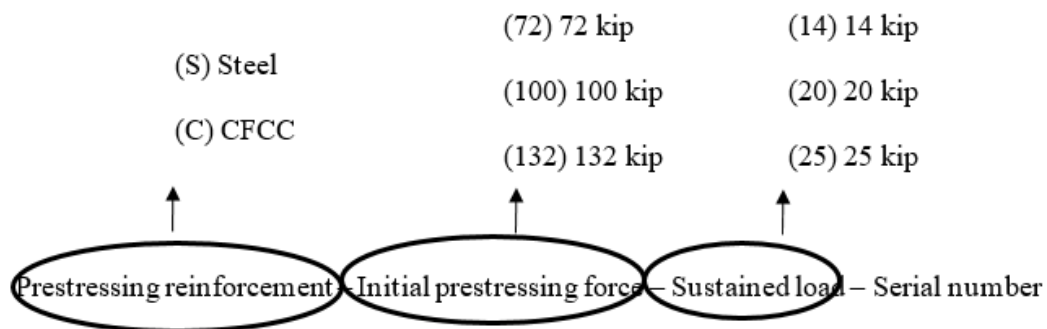 (72) 72 kip (14) 14 kip
(S) Steel
(100) 100 kip (20) 20 kip
(C) CFCC
(132) 132 kip (25) 25 kip
Prestressing reinforcement – Initial prestressing force – Sustained load – Serial number